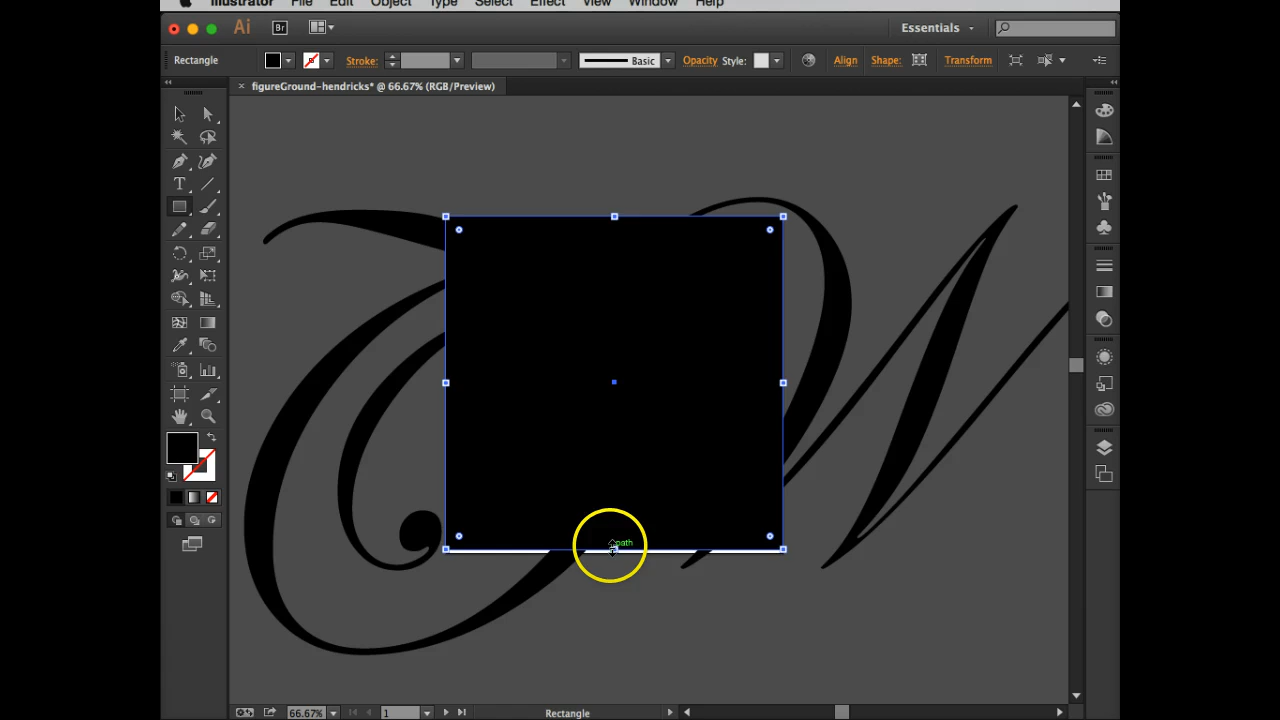 Illustrator File Edit Object Type Select Effect View Window Help
Ai Br Essentials
Rectangle Stroke: Basic Opacity Style: Align Shape: Transform
× figureGround-hendricks* @ 66.67% (RGB/Preview)
T
path
W
66.67% 1 Rectangle